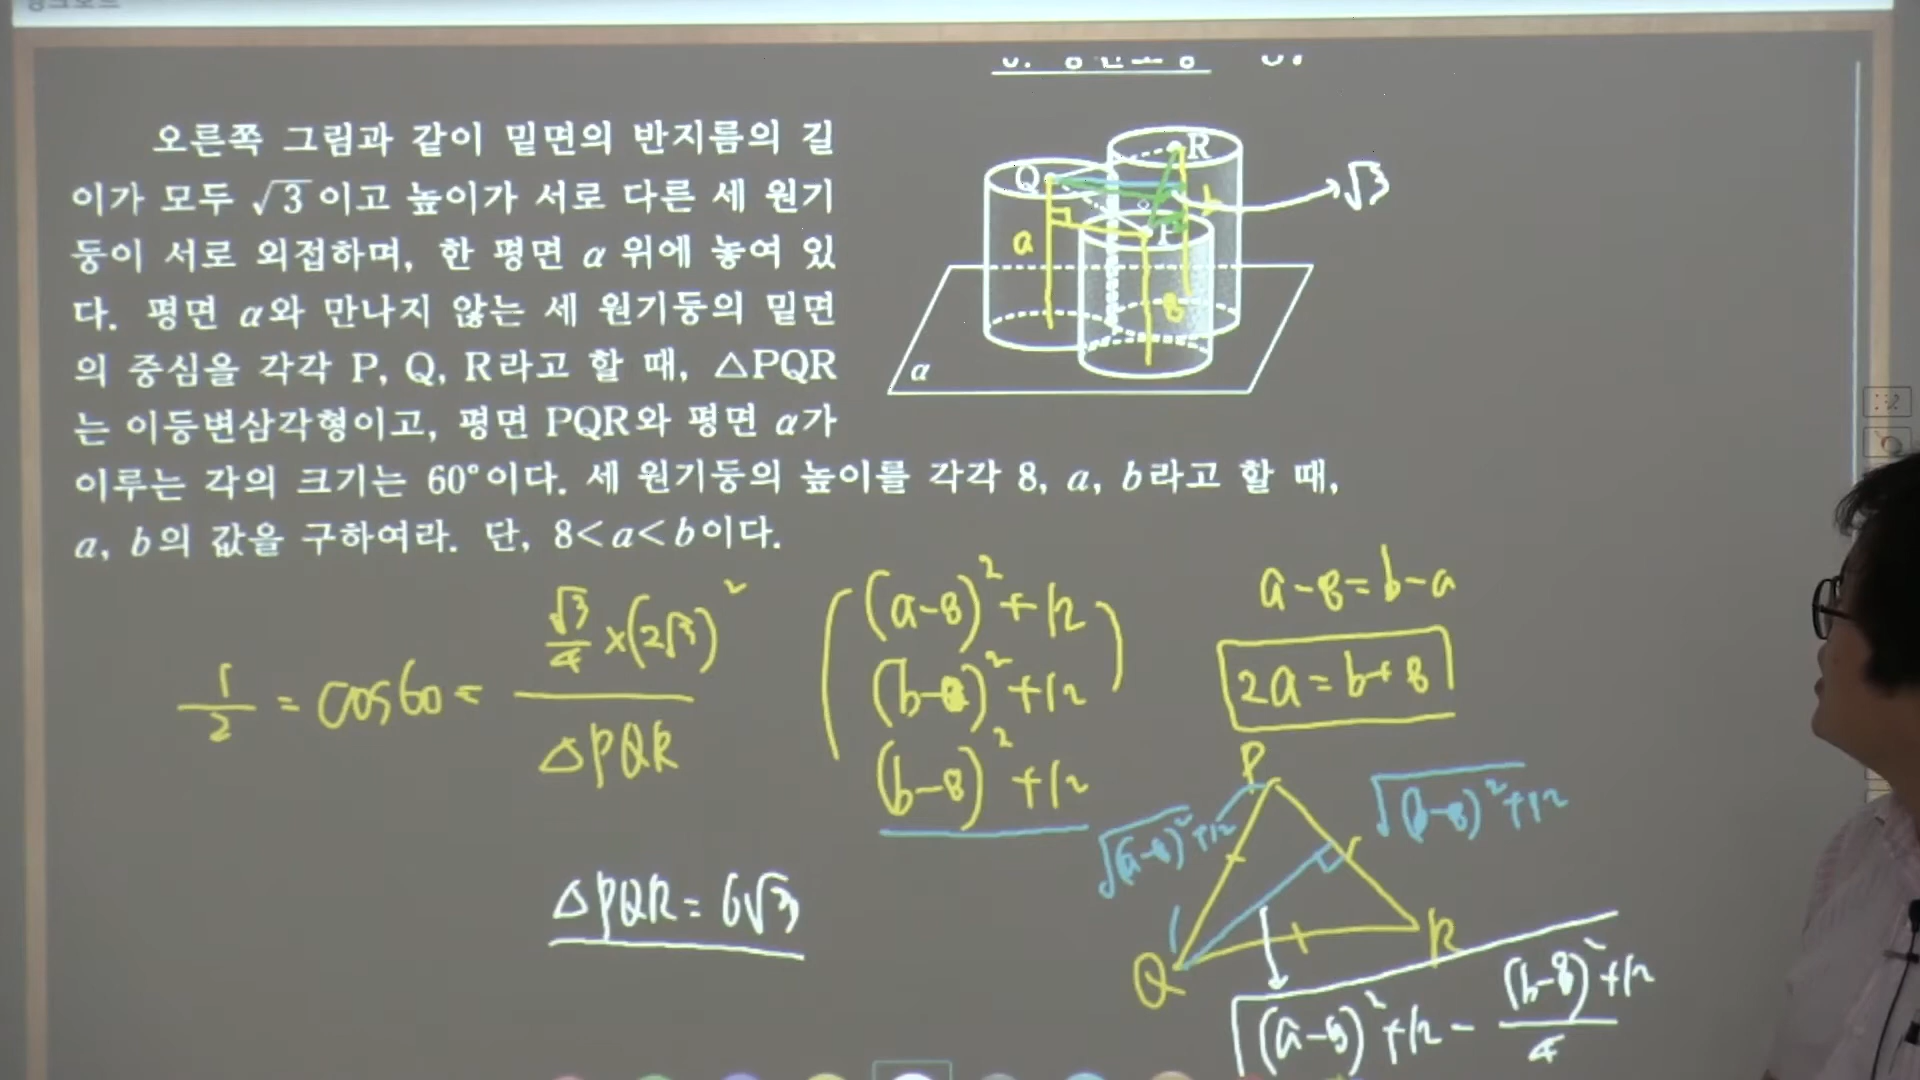 오른쪽 그림과 같이 밑면의 반지름의 길
이가 모두 √3 이고 높이가 서로 다른 세 원기
둥이 서로 외접하며, 한 평면 α 위에 놓여 있
다. 평면 α와 만나지 않는 세 원기둥의 밑면
의 중심을 각각 P, Q, R라고 할 때, △PQR
는 이등변삼각형이고, 평면 PQR와 평면 α가
이루는 각의 크기는 60°이다. 세 원기둥의 높이를 각각 8, a, b라고 할 때,
a, b의 값을 구하여라. 단, 8<a<b이다.
R
Q
√3
b
P
a
8
α
1/2 = cos60 = (√3/4 ×(2√3)²)/△PQR
(a-8)²+12
(b-a)²+12
(b-8)²+12
a-8=b-a
2a=b+8
△PQR=6√3
P
√(a-8)²+12
√(b-8)²+12
Q
R
√(a-8)²+12 - ((b-8)²+12)/4